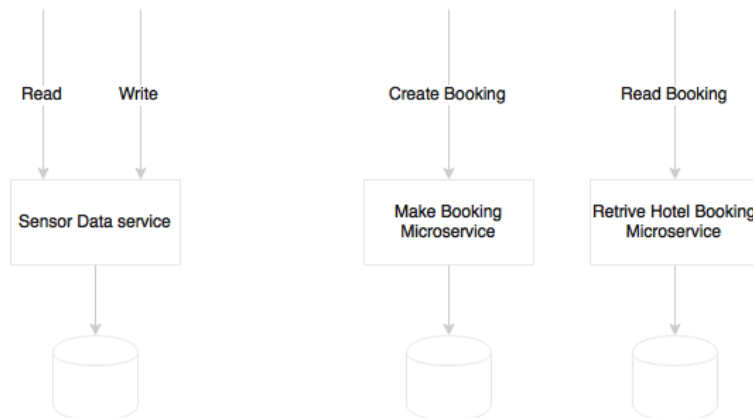 Read
Write
Create Booking
Read Booking
Sensor Data service
Make Booking
Microservice
Retrive Hotel Booking
Microservice